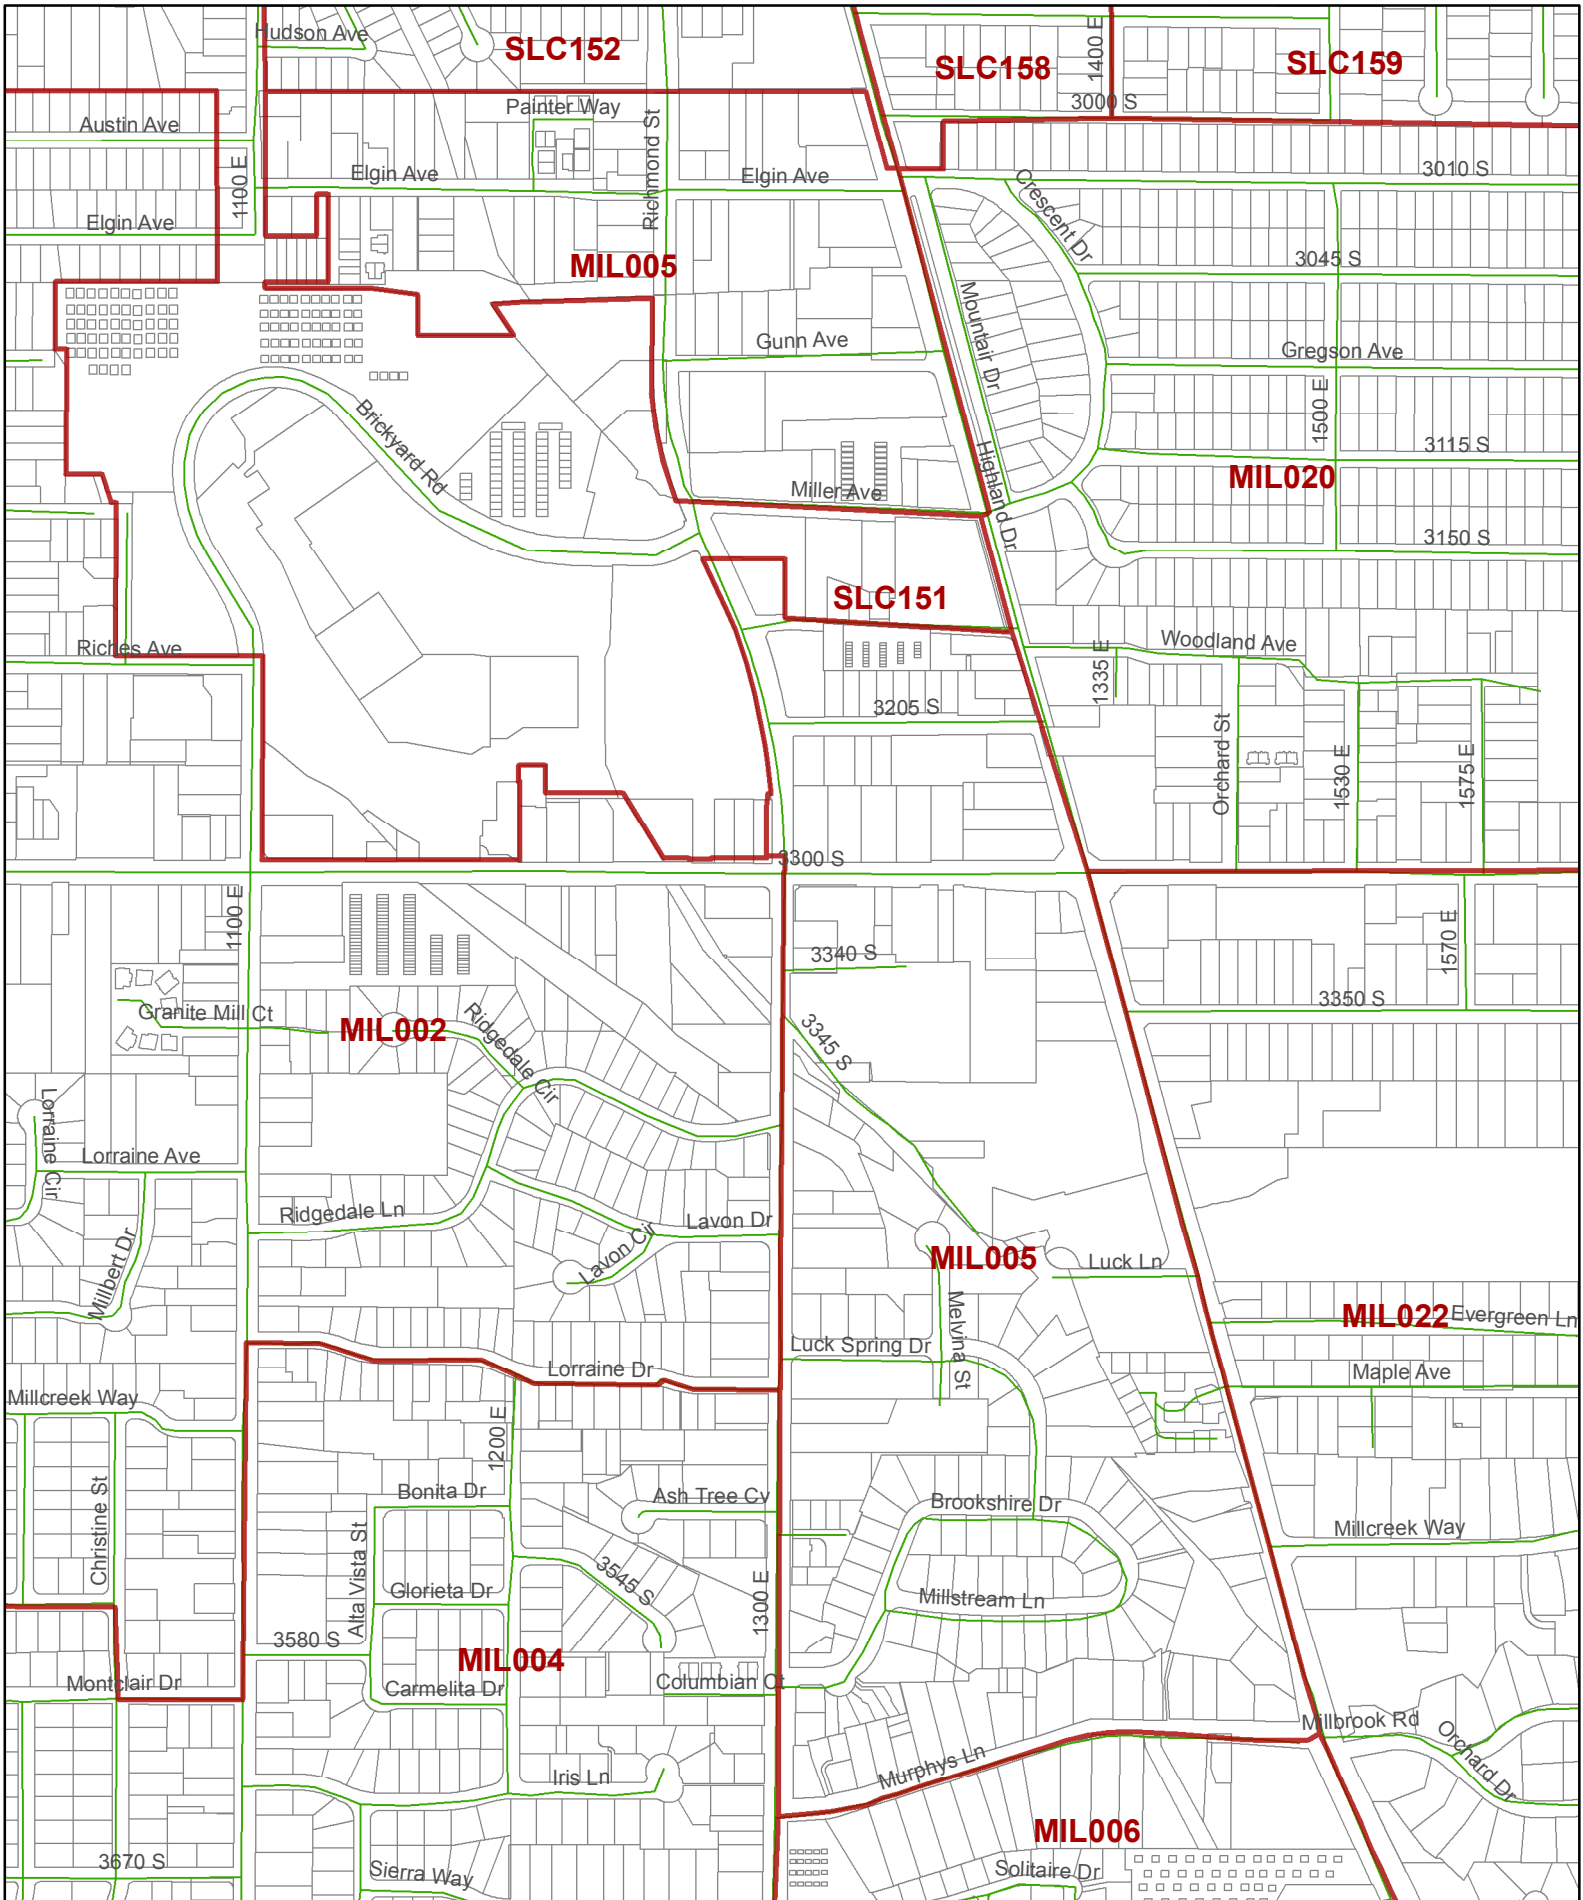 Hudson Ave
SLC152
SLC158
1400 E
SLC159
Painter Way
3000 S
Austin Ave
Richmond St
1100 E
Elgin Ave
Elgin Ave
3010 S
Crescent Dr
Elgin Ave
MIL005
3045 S
Mountair Dr
Gunn Ave
Gregson Ave
Brickyard Rd
1500 E
3115 S
Highland Dr
MIL020
Miller Ave
3150 S
SLC151
Riches Ave
1335 E
Woodland Ave
3205 S
Orchard St
1530 E
1575 E
3300 S
1100 E
3340 S
1570 E
3350 S
Granite Mill Ct
MIL002
Ridgedale Cir
3345 S
Lorraine Cir
Lorraine Ave
Ridgedale Ln
Lavon Dr
Lavon Cir
Millbert Dr
MIL005
Luck Ln
Melvina St
MIL022
Evergreen Ln
Luck Spring Dr
Lorraine Dr
Maple Ave
Millcreek Way
1200 E
Bonita Dr
Ash Tree Cv
Brookshire Dr
Christine St
Alta Vista St
Millcreek Way
3545 S
Glorieta Dr
1300 E
Millstream Ln
3580 S
MIL004
Montclair Dr
Carmelita Dr
Columbian Ct
Millbrook Rd
Orchard Dr
Murphys Ln
Iris Ln
MIL006
3670 S
Sierra Way
Solitaire Dr